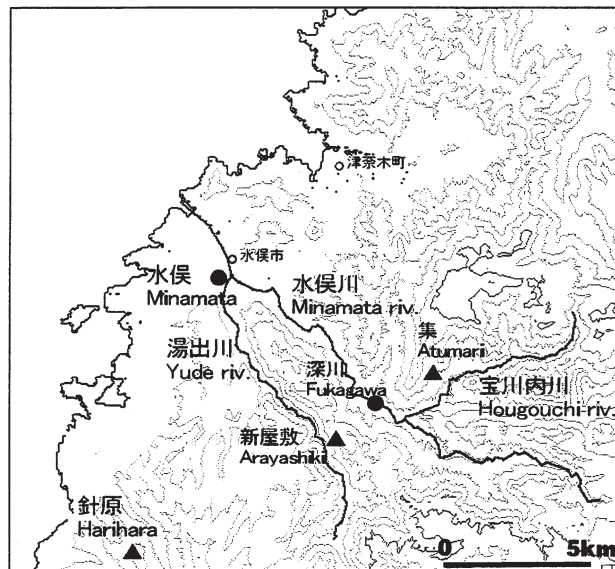 津奈木町
水俣市
水俣
Minamata
水俣川
Minamata riv.
湯出川
Yude riv.
集
Atumari
深川
Fukagawa
宝川内川
Hougouchi riv.
新屋敷
Arayashiki
針原
Harihara
0 5km